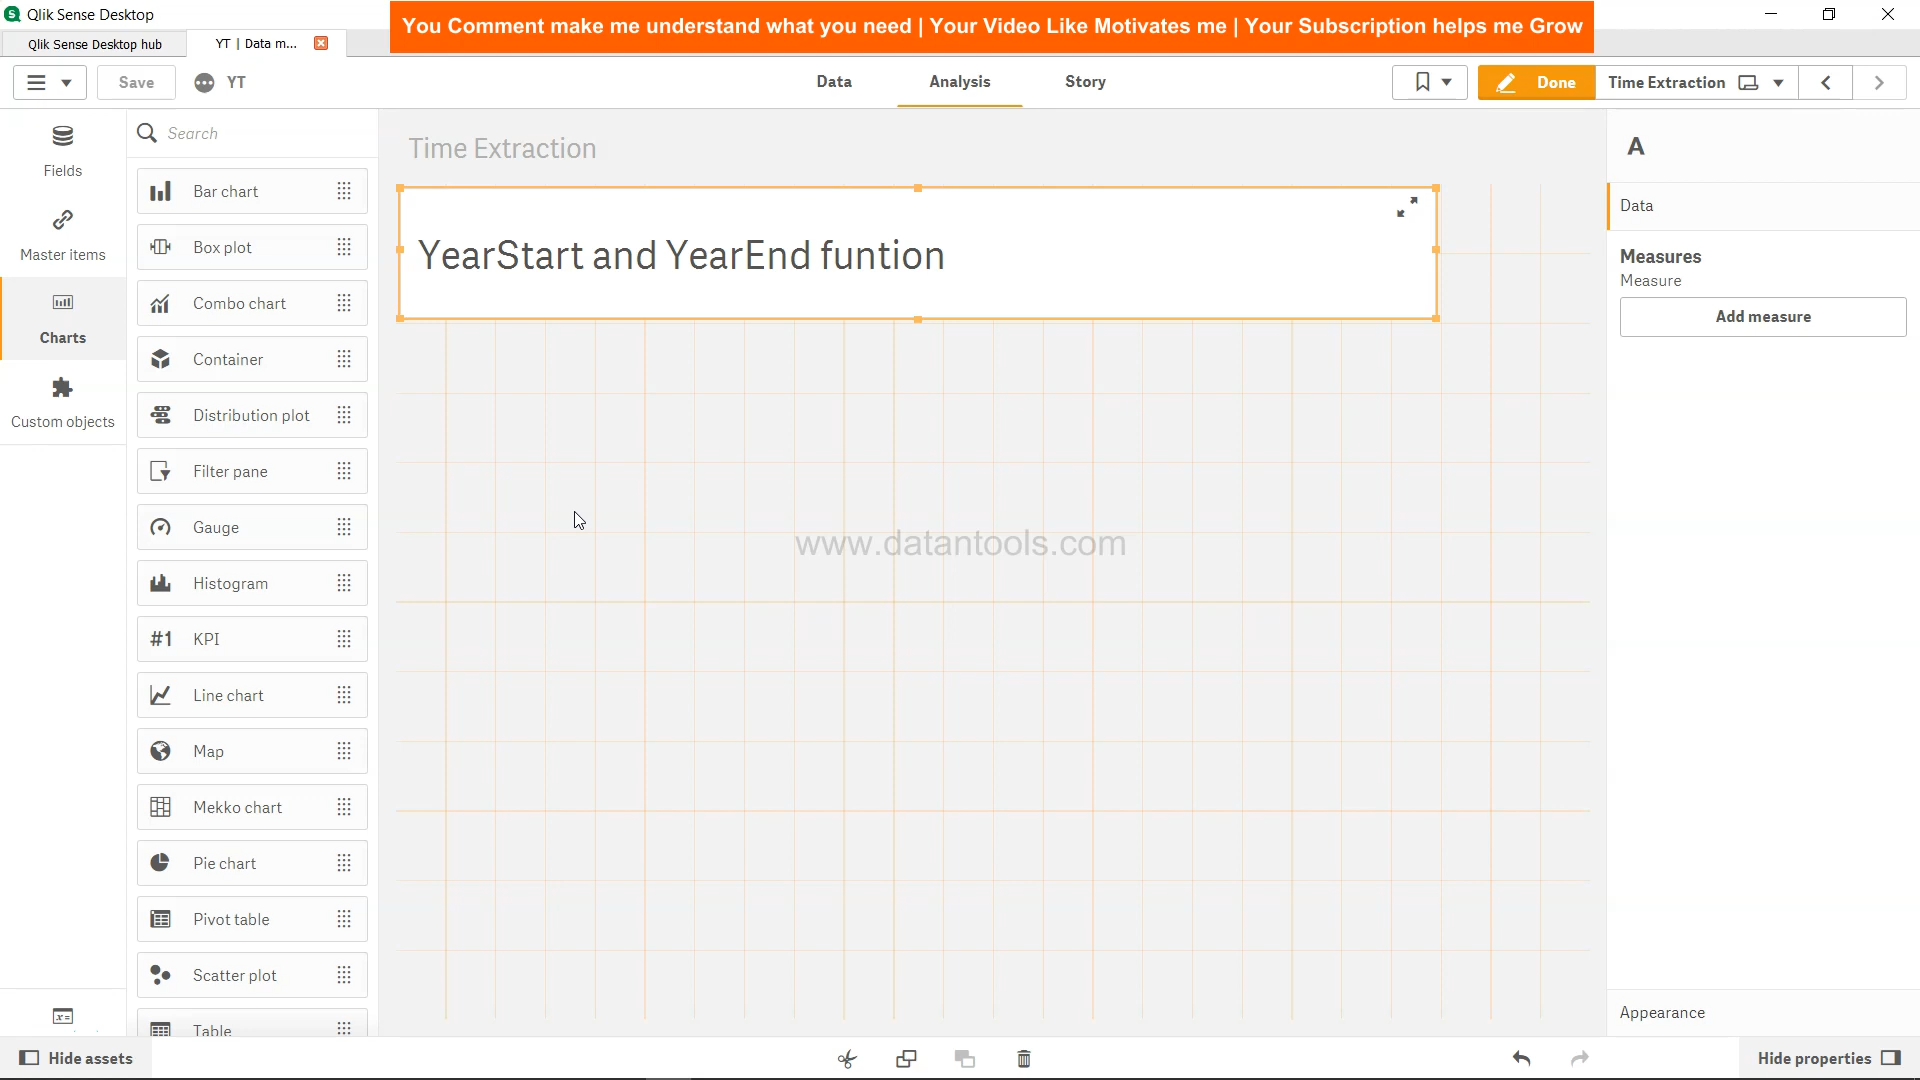 Qlik Sense Desktop
You Comment make me understand what you need | Your Video Like Motivates me | Your Subscription helps me Grow
Qlik Sense Desktop hub
YT | Data m...
Save
YT
Data
Analysis
Story
Done
Time Extraction
Fields
Master items
Charts
Custom objects
Search
Bar chart
Box plot
Combo chart
Container
Distribution plot
Filter pane
Gauge
Histogram
#1 KPI
Line chart
Map
Mekko chart
Pie chart
Pivot table
Scatter plot
Table
Time Extraction
YearStart and YearEnd funtion
www.datantools.com
A
Data
Measures
Measure
Add measure
Appearance
Hide assets
Hide properties